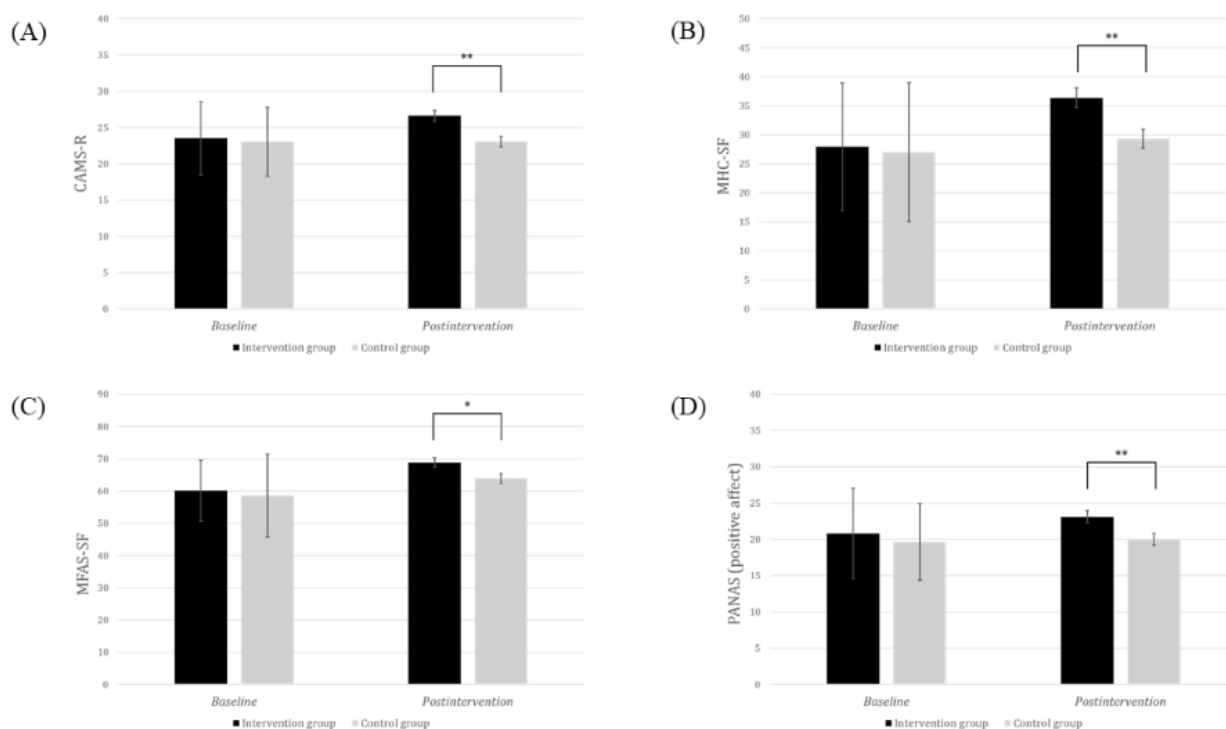 (A)
40
35
30
25
20
15
10
5
0
CAMS-R
**
Baseline
Postintervention
Intervention group Control group
(B)
50
45
40
35
30
25
20
15
10
5
0
MHC-SF
**
Baseline
Postintervention
Intervention group Control group
(C)
90
80
70
60
50
40
30
20
10
0
MFAS-SF
*
Baseline
Postintervention
Intervention group Control group
(D)
40
35
30
25
20
15
10
5
0
PANAS (positive affect)
**
Baseline
Postintervention
Intervention group Control group